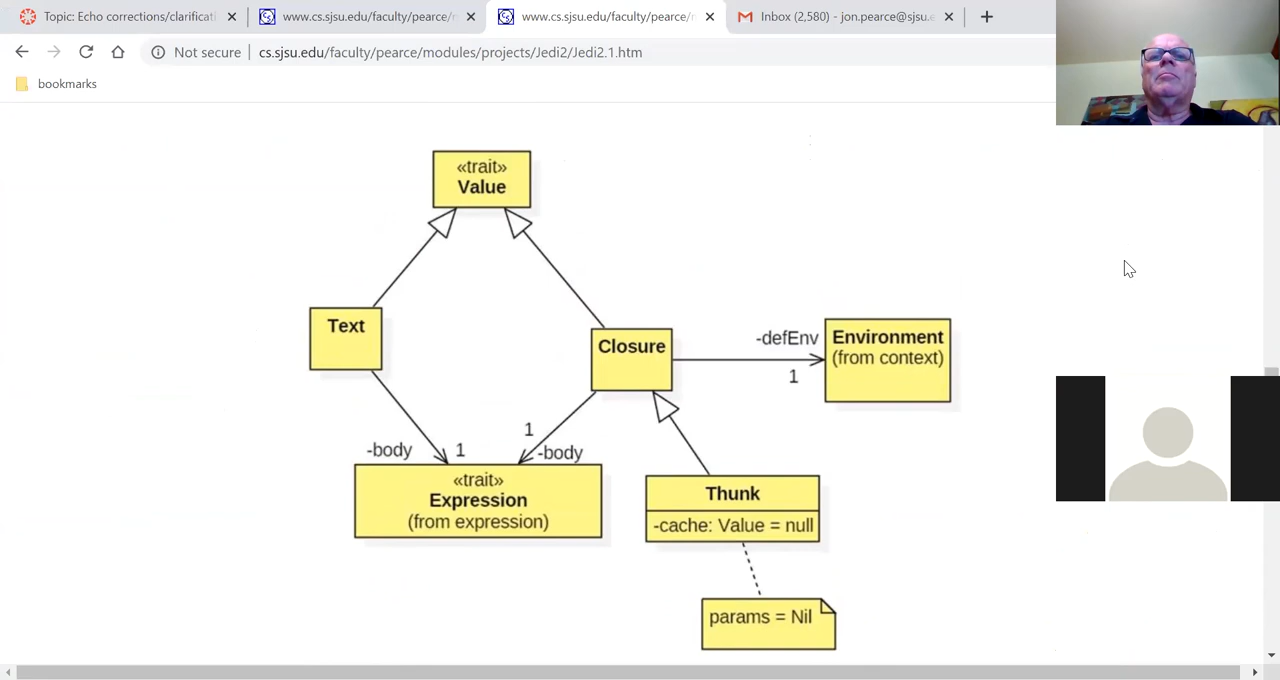 Topic: Echo corrections/clarificati
www.cs.sjsu.edu/faculty/pearce/m
www.cs.sjsu.edu/faculty/pearce/m
Inbox (2,580) - jon.pearce@sjsu.e
Not secure
cs.sjsu.edu/faculty/pearce/modules/projects/Jedi2/Jedi2.1.htm
bookmarks
«trait»
Value
Text
Closure
-defEnv
1
Environment
(from context)
-body
1
1
-body
«trait»
Expression
(from expression)
Thunk
-cache: Value = null
params = Nil